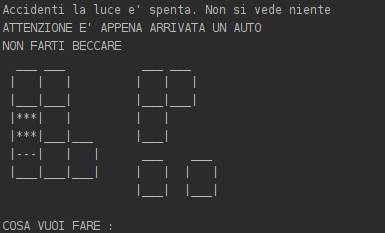 Accidenti la luce e' spenta. Non si vede niente
ATTENZIONE E' APPENA ARRIVATA UN AUTO
NON FARTI BECCARE
***
***
---
COSA VUOI FARE :